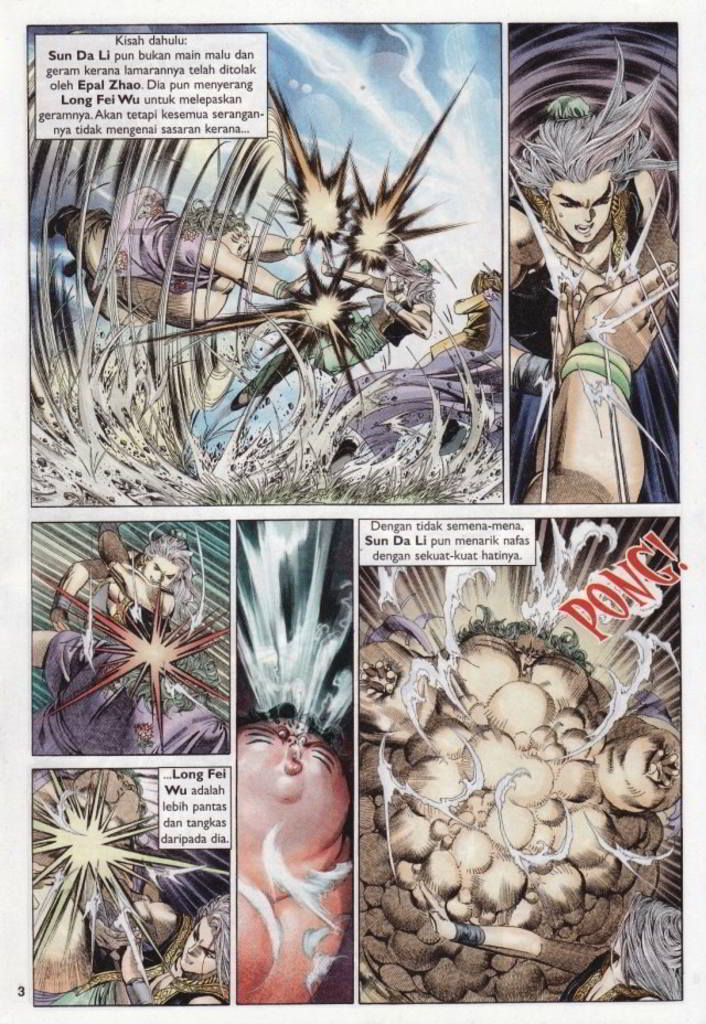 Kisah dahulu:
Sun Da Li pun bukan main malu dan
geram kerana lamarannya telah ditolak
oleh Epal Zhao. Dia pun menyerang
Long Fei Wu untuk melepaskan
geramnya. Akan tetapi kesemua serangan-
nya tidak mengenai sasaran kerana...
...Long Fei
Wu adalah
lebih pantas
dan tangkas
daripada dia.
Dengan tidak semena-mena,
Sun Da Li pun menarik nafas
dengan sekuat-kuat hatinya.
PONG!
3